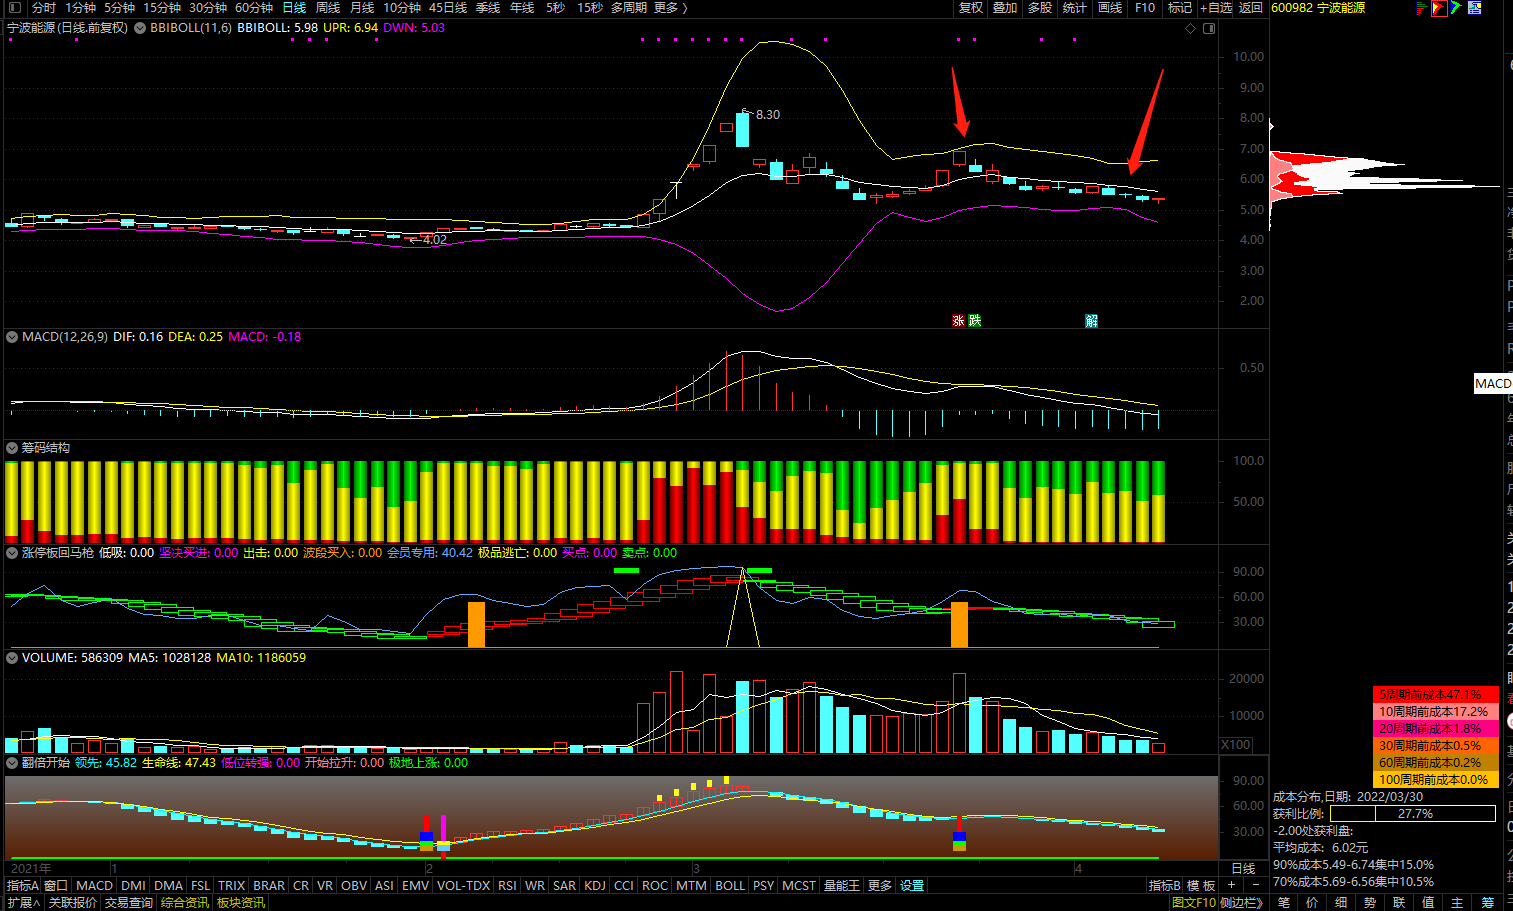 分时 1分钟 5分钟 15分钟 30分钟 60分钟 日线 周线 月线 10分钟 45日线 季线 年线 5秒 15秒 多周期 更多 〉 复权 叠加 多股 统计 画线 F10 标记 +自选 返回 600982 宁波能源
宁波能源(日线,前复权) BBIBOLL(11,6) BBIBOLL: 5.98 UPR: 6.94 DWN: 5.03
10.00
9.00
8.30
8.00
7.00
6.00
5.00
4.02
4.00
3.00
2.00
涨 跌 解
MACD(12,26,9) DIF: 0.16 DEA: 0.25 MACD: -0.18
0.50
MACD
筹码结构
100.0
50.00
涨停板回马枪 低吸: 0.00 坚决买进: 0.00 出击: 0.00 波段买入: 0.00 会员专用: 40.42 极品逃亡: 0.00 买点: 0.00 卖点: 0.00
90.00
60.00
30.00
VOLUME: 586309 MA5: 1028128 MA10: 1186059
20000
10000
X100
翻倍开始 领先: 45.82 生命线: 47.43 低位转强: 0.00 开始拉升: 0.00 极地上涨: 0.00
90.00
60.00
30.00
5周期前成本47.1%
10周期前成本17.2%
20周期前成本1.8%
30周期前成本0.5%
60周期前成本0.2%
100周期前成本0.0%
成本分布,日期: 2022/03/30
获利比例: 27.7%
-2.00处获利盘:
平均成本: 6.02元
90%成本5.49-6.74集中15.0%
70%成本5.69-6.56集中10.5%
2021年 1 2 3 4 日线
指标A 窗口 MACD DMI DMA FSL TRIX BRAR CR VR OBV ASI EMV VOL-TDX RSI WR SAR KDJ CCI ROC MTM BOLL PSY MCST 量能王 更多 设置 指标B 模板 + -
扩展∧ 关联报价 交易查询 综合资讯 板块资讯 图文F10 侧边栏》 笔 价 细 势 联 值 主 筹